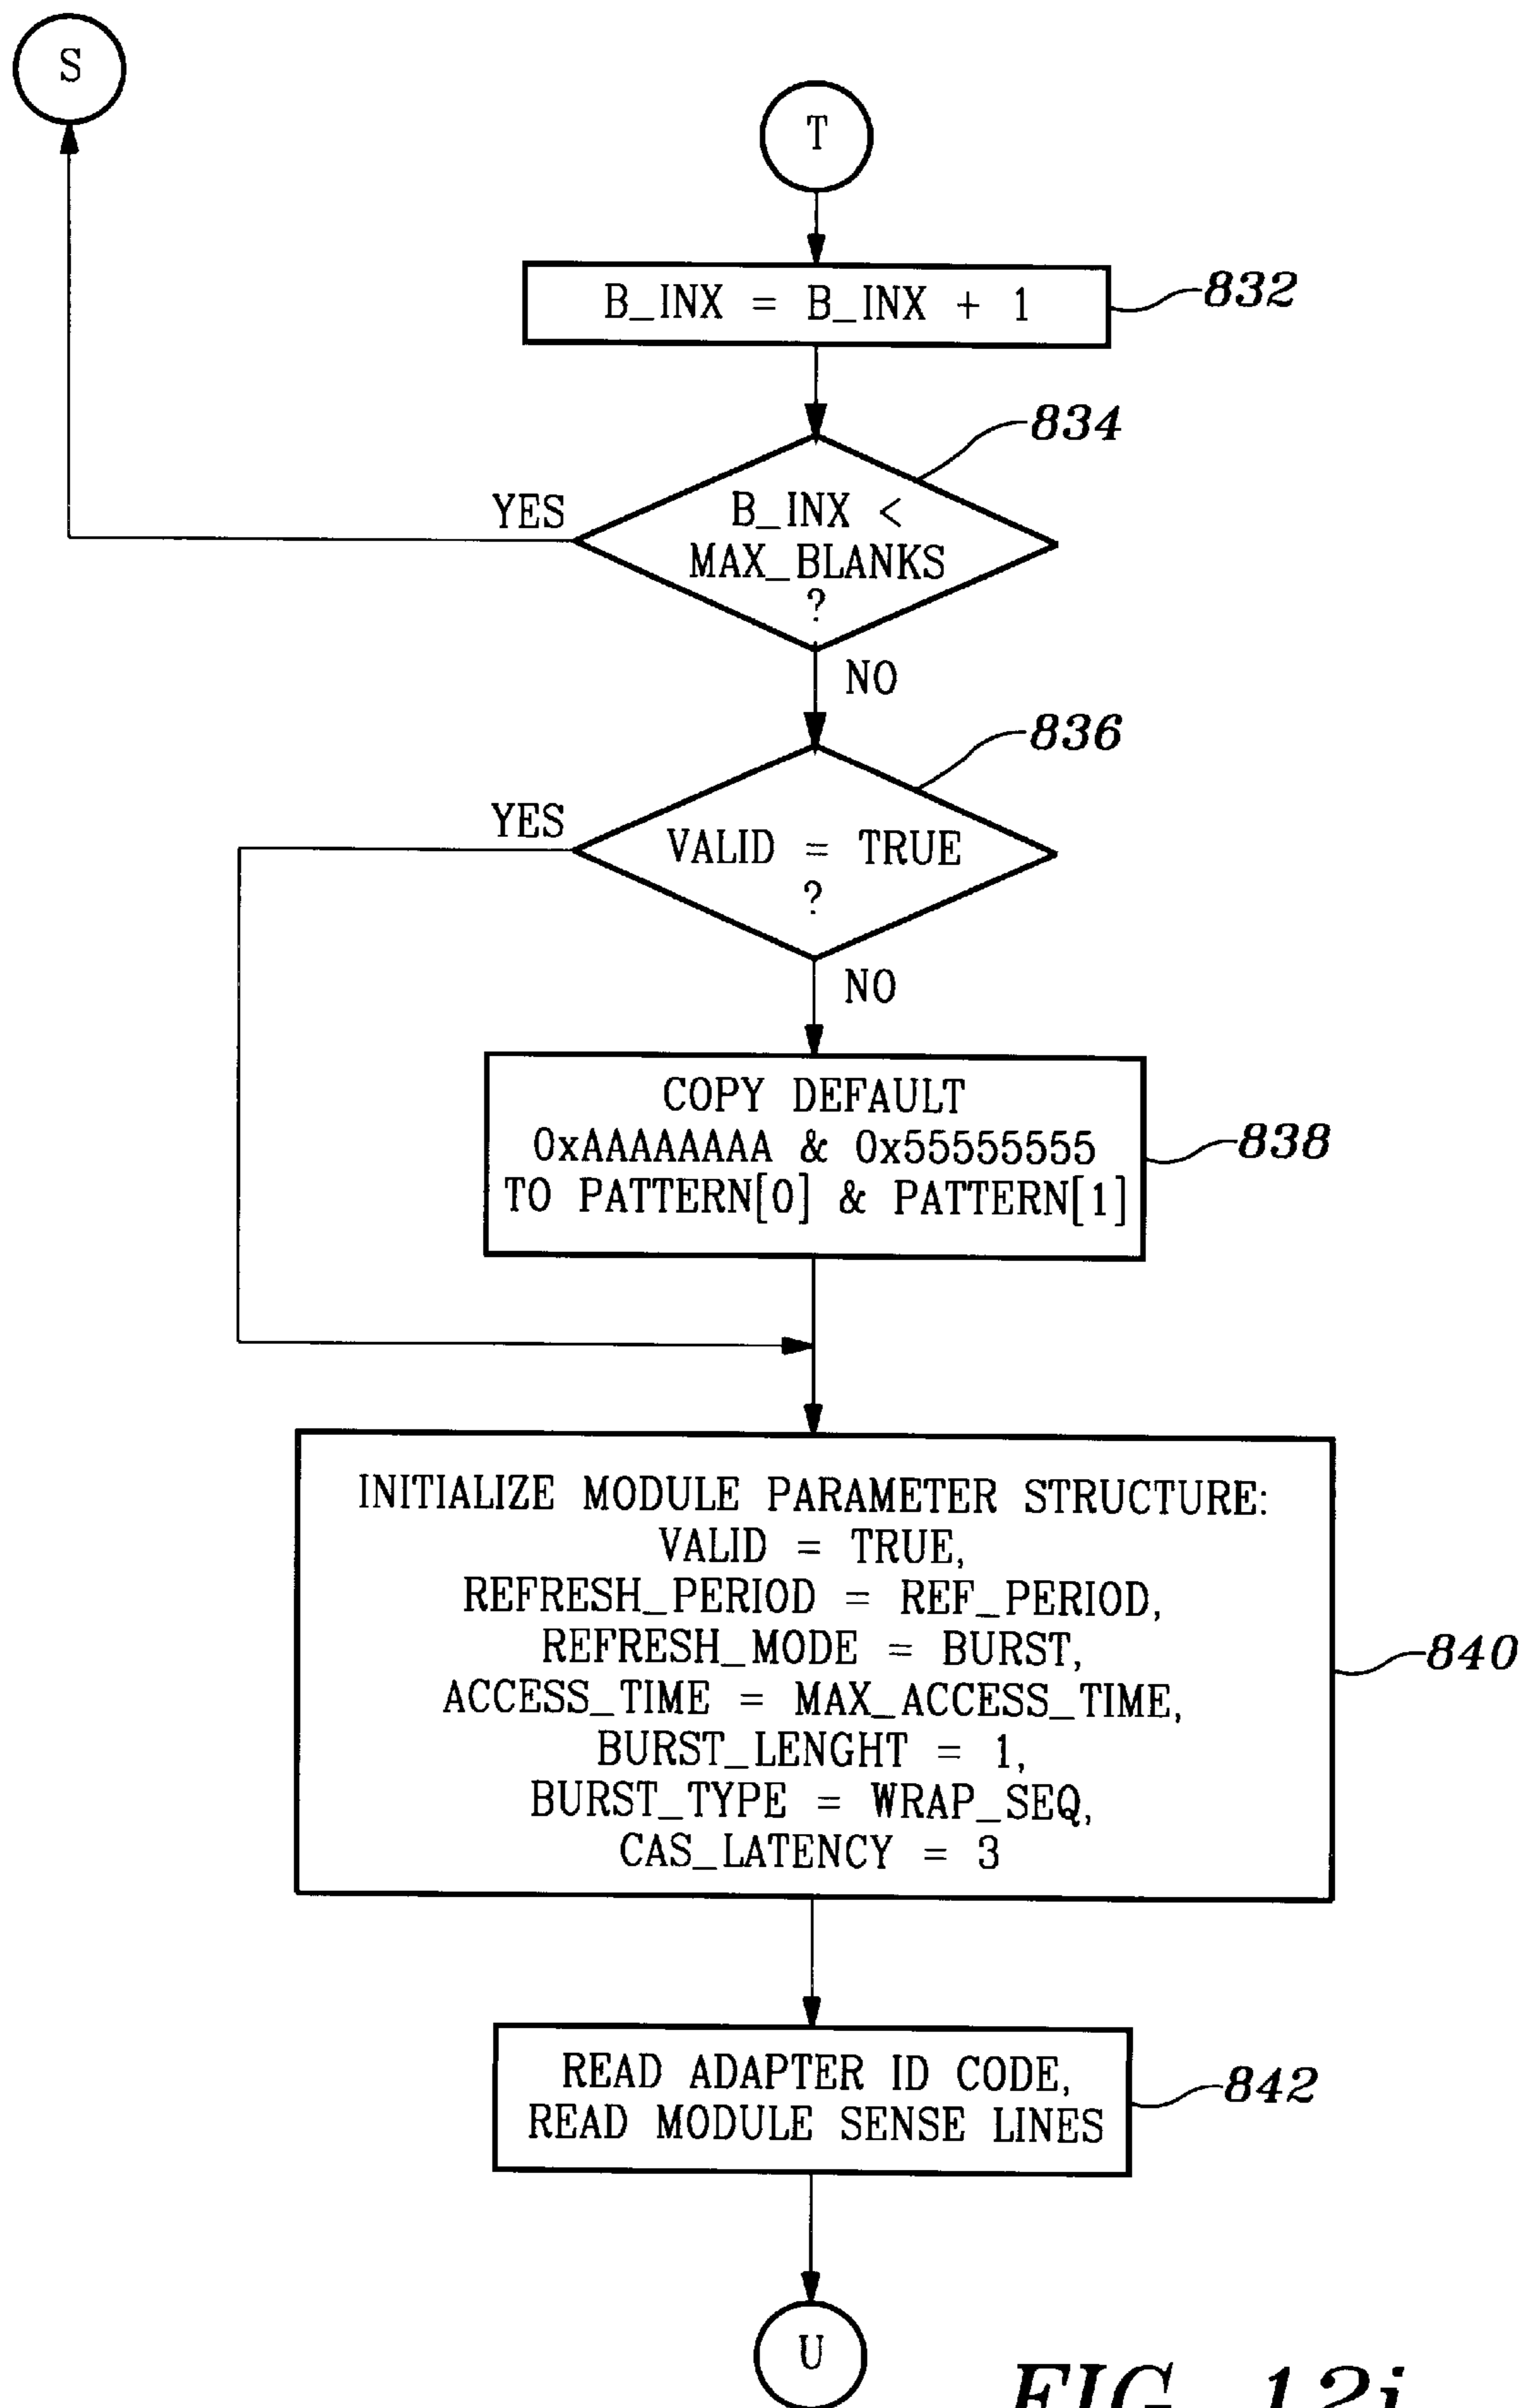 S
T
B_INX = B_INX + 1
832
834
B_INX <
MAX_BLANKS
?
YES
NO
836
YES
VALID = TRUE
?
NO
COPY DEFAULT
0xAAAAAAAA & 0x55555555
TO PATTERN[0] & PATTERN[1]
838
INITIALIZE MODULE PARAMETER STRUCTURE:
VALID = TRUE,
REFRESH_PERIOD = REF_PERIOD,
REFRESH_MODE = BURST,
ACCESS_TIME = MAX_ACCESS_TIME,
BURST_LENGHT = 1,
BURST_TYPE = WRAP_SEQ,
CAS_LATENCY = 3
840
READ ADAPTER ID CODE,
READ MODULE SENSE LINES
842
U
FIG. 12i